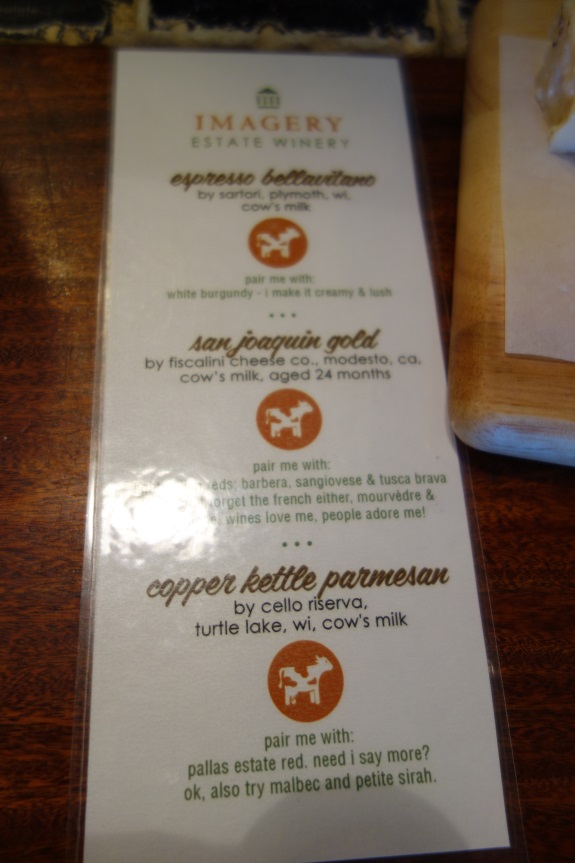 IMAGERY
ESTATE WINERY
espresso bellavitano
by sartori, plymoth, wi,
cow's milk
pair me with:
white burgundy - i make it creamy & lush
san joaquin gold
by fiscalini cheese co., modesto, ca,
cow's milk, aged 24 months
pair me with:
barbera, sangiovese & tusca brava
forget the french either, mourvèdre &
wines love me, people adore me!
copper kettle parmesan
by cello riserva,
turtle lake, wi, cow's milk
pair me with:
pallas estate red. need i say more?
ok, also try malbec and petite sirah.